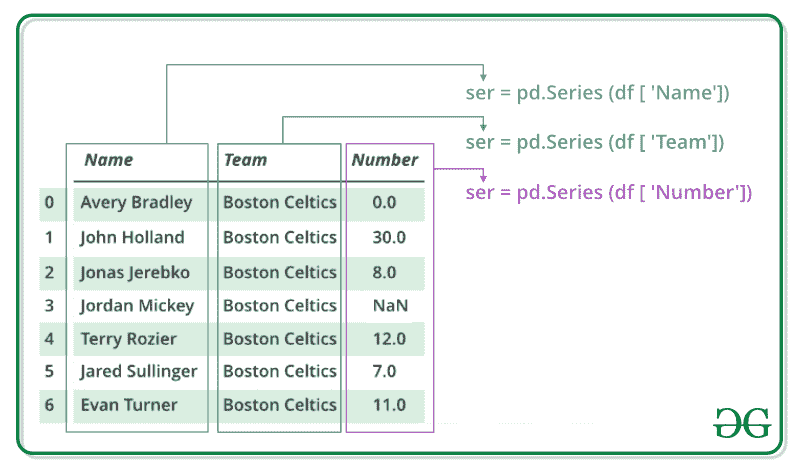 ser = pd.Series (df [ 'Name'])
ser = pd.Series (df [ 'Team'])
ser = pd.Series (df [ 'Number'])
Name Team Number
0 Avery Bradley Boston Celtics 0.0
1 John Holland Boston Celtics 30.0
2 Jonas Jerebko Boston Celtics 8.0
3 Jordan Mickey Boston Celtics NaN
4 Terry Rozier Boston Celtics 12.0
5 Jared Sullinger Boston Celtics 7.0
6 Evan Turner Boston Celtics 11.0